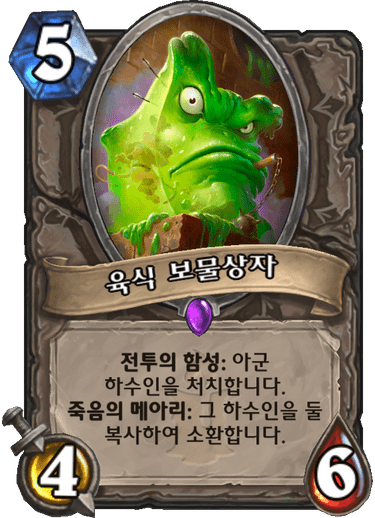 5
육식 보물상자
전투의 함성: 아군
하수인을 처치합니다.
죽음의 메아리: 그 하수인을 둘
복사하여 소환합니다.
4
6